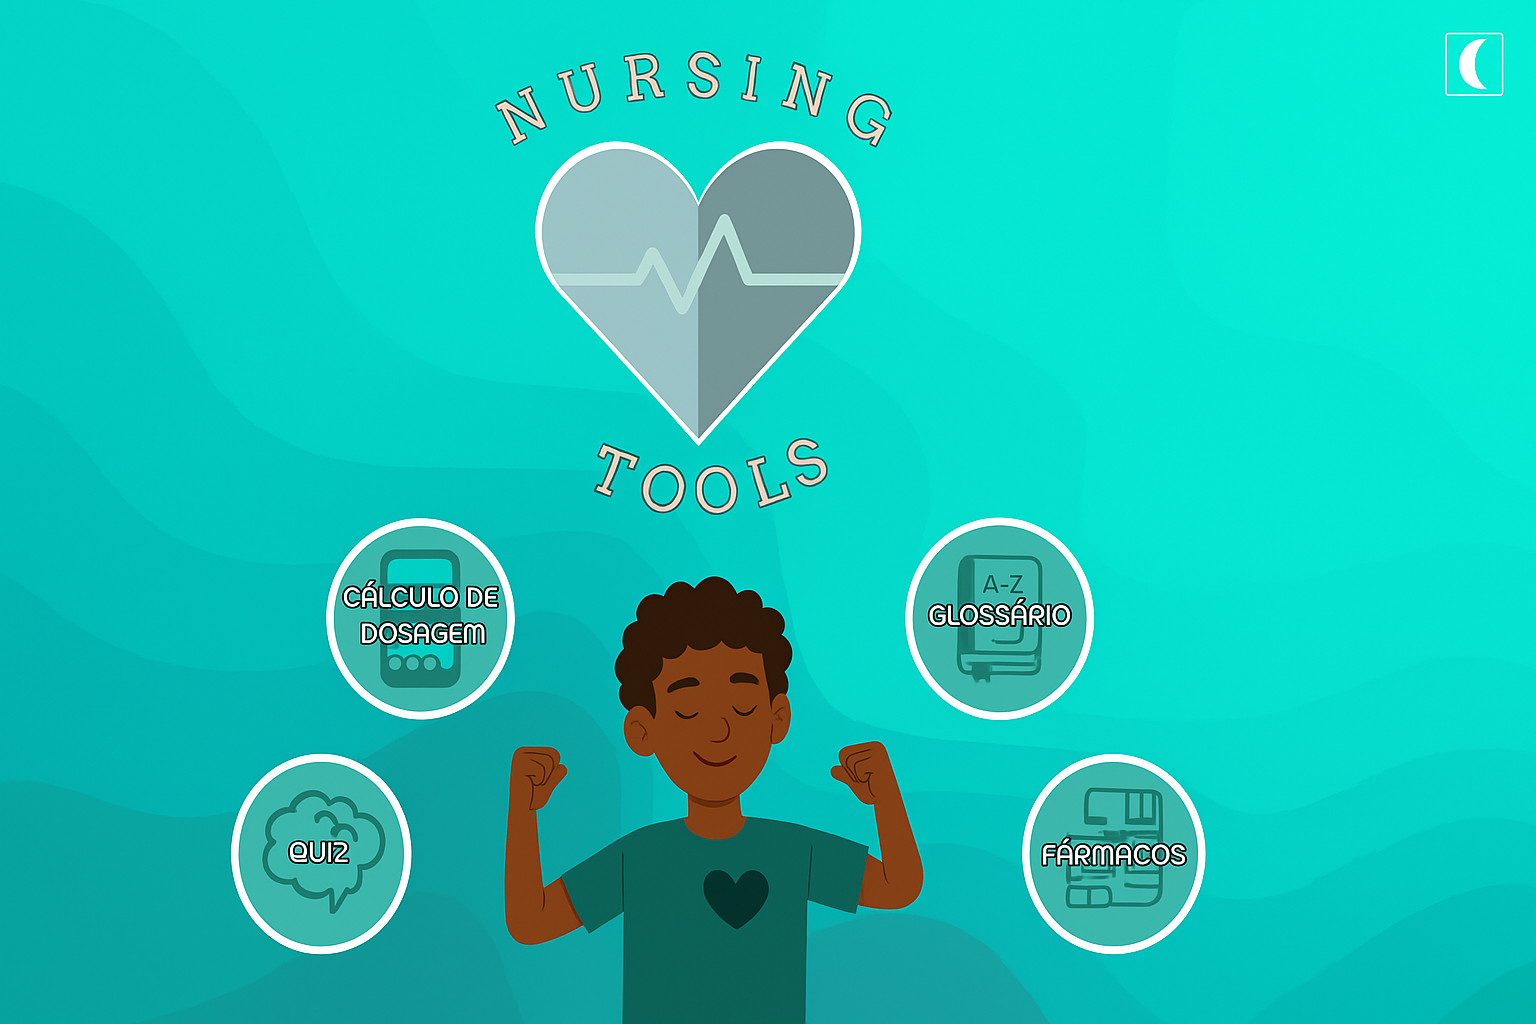 NURSING
TOOLS
CÁLCULO DE
DOSAGEM
A-Z
GLOSSÁRIO
QUIZ
FÁRMACOS